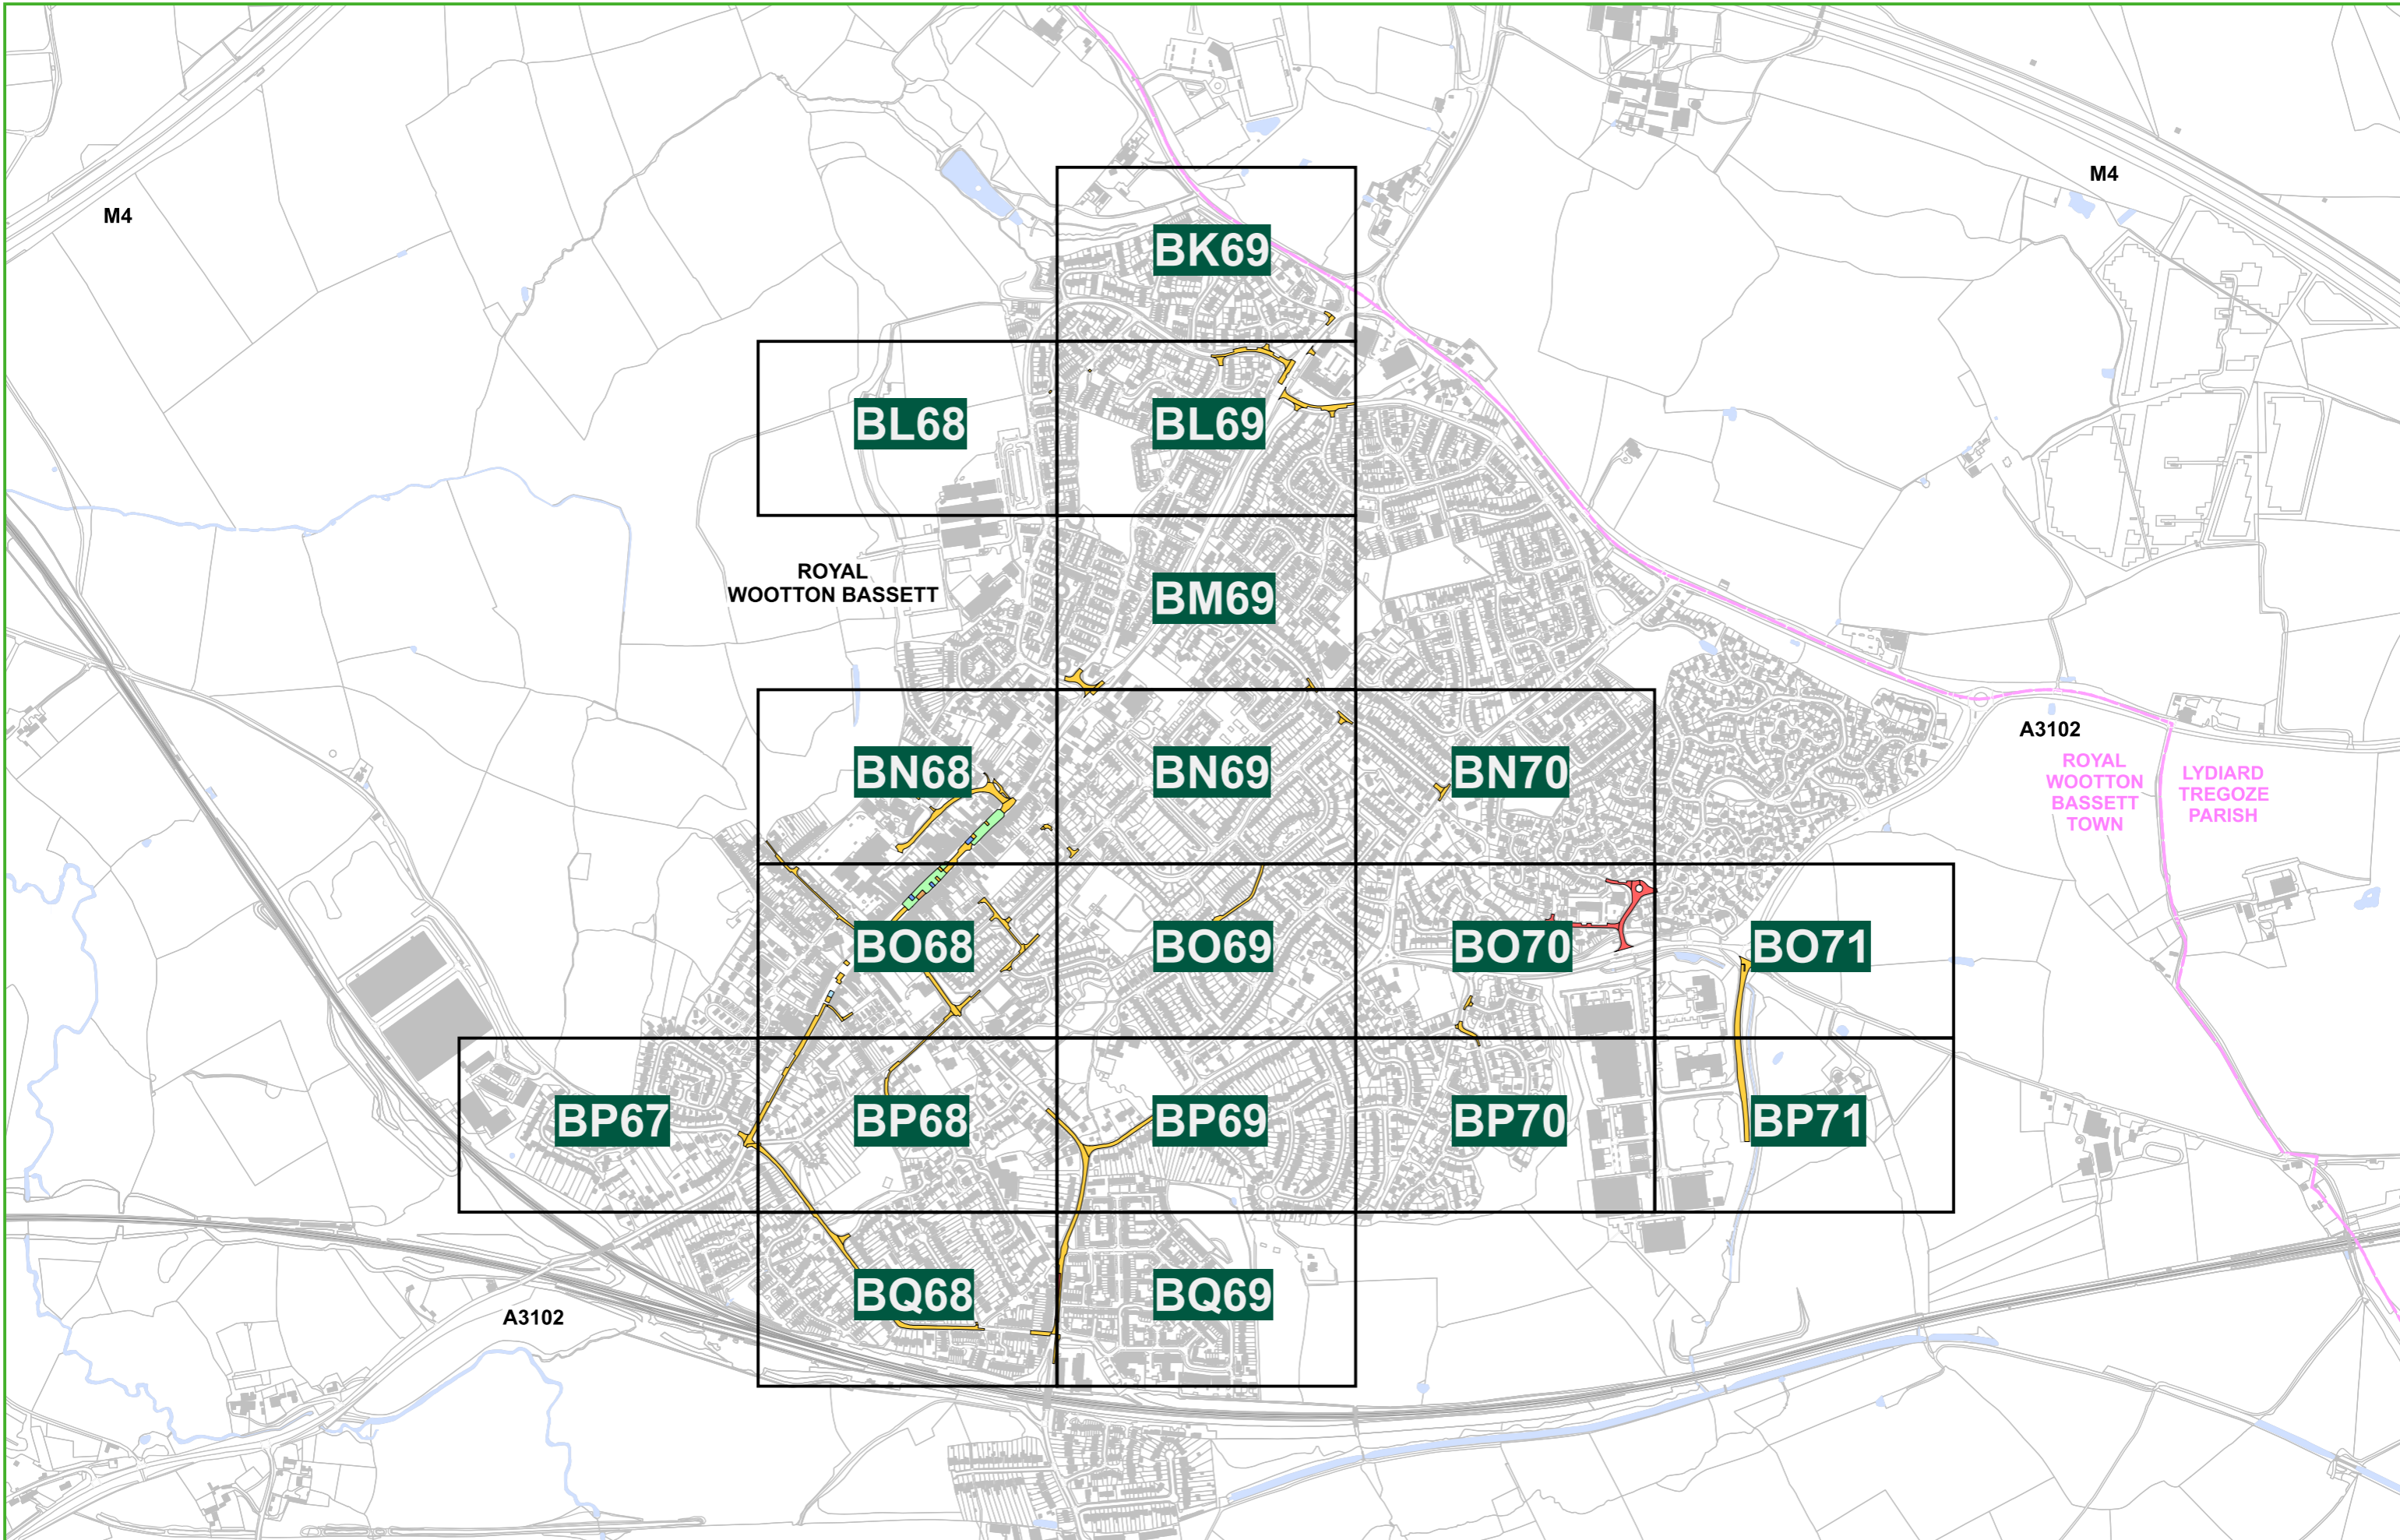 M4
M4
BK69
BL68
BL69
ROYAL
WOOTTON BASSETT
BM69
BN68
BN69
BN70
A3102
ROYAL
WOOTTON
BASSETT
TOWN
LYDIARD
TREGOZE
PARISH
BO68
BO69
BO70
BO71
BP67
BP68
BP69
BP70
BP71
BQ68
BQ69
A3102